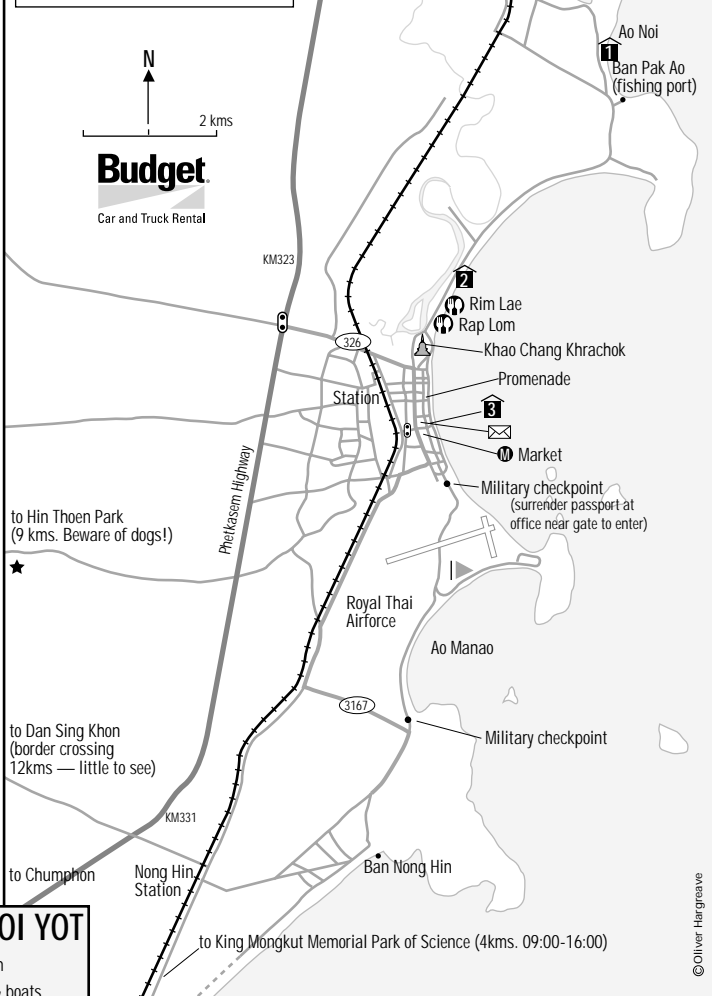 Ao Noi
1
Ban Pak Ao
(fishing port)
N
2 kms
Budget
Car and Truck Rental
KM323
2
Rim Lae
Rap Lom
326
Khao Chang Khrachok
Promenade
Station
3
M Market
Military checkpoint
(surrender passport at
office near gate to enter)
Phetkasem Highway
to Hin Thoen Park
(9 kms. Beware of dogs!)
Royal Thai
Airforce
Ao Manao
3167
Military checkpoint
to Dan Sing Khon
(border crossing
12kms — little to see)
KM331
to Chumphon
Nong Hin
Station
Ban Nong Hin
©Oliver Hargreave
OI YOT
to King Mongkut Memorial Park of Science (4kms. 09:00-16:00)
boats